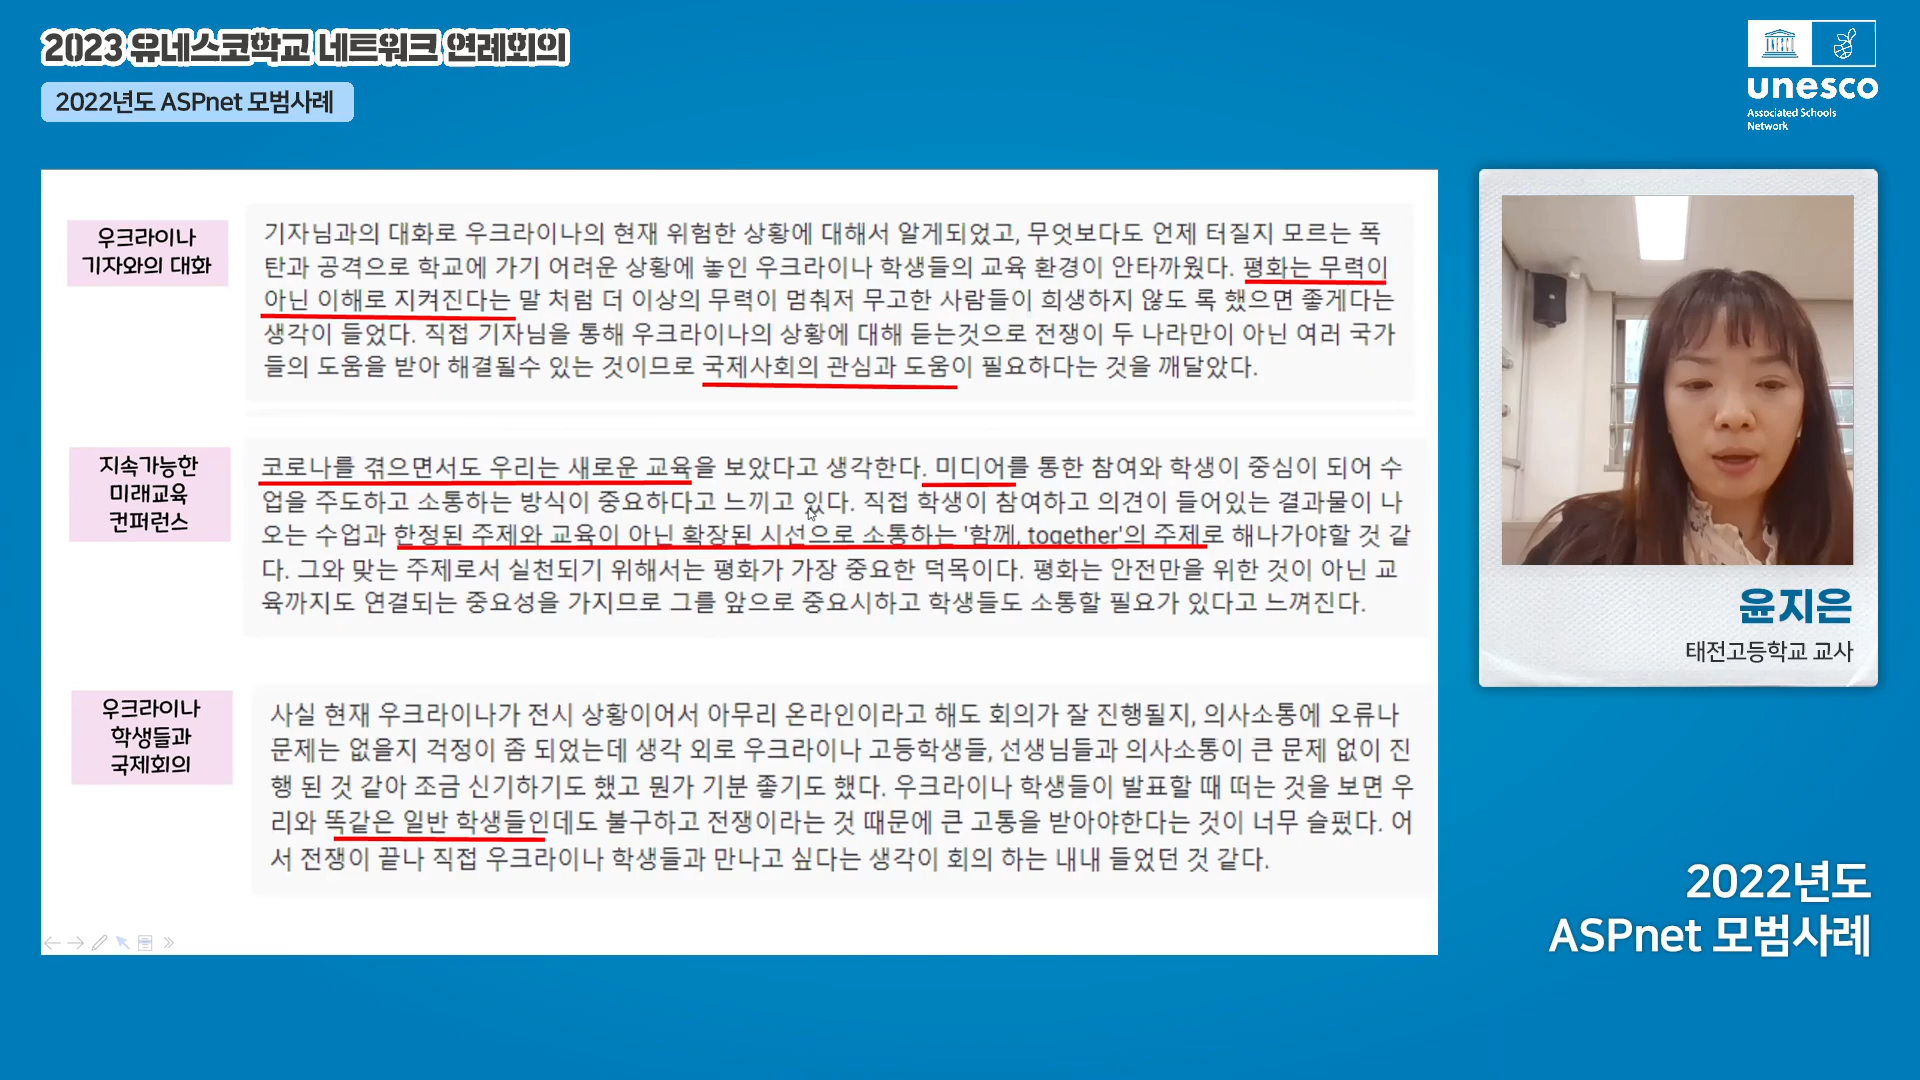 2023 유네스코학교 네트워크 연례회의
2022년도 ASPnet 모범사례
unesco
Associated Schools
Network
우크라이나
기자와의 대화
기자님과의 대화로 우크라이나의 현재 위험한 상황에 대해서 알게되었고, 무엇보다도 언제 터질지 모르는 폭
탄과 공격으로 학교에 가기 어려운 상황에 놓인 우크라이나 학생들의 교육 환경이 안타까웠다. 평화는 무력이
아닌 이해로 지켜진다는 말 처럼 더 이상의 무력이 멈춰저 무고한 사람들이 희생하지 않도 록 했으면 좋게다는
생각이 들었다. 직접 기자님을 통해 우크라이나의 상황에 대해 듣는것으로 전쟁이 두 나라만이 아닌 여러 국가
들의 도움을 받아 해결될수 있는 것이므로 국제사회의 관심과 도움이 필요하다는 것을 깨달았다.
지속가능한
미래교육
컨퍼런스
코로나를 겪으면서도 우리는 새로운 교육을 보았다고 생각한다. 미디어를 통한 참여와 학생이 중심이 되어 수
업을 주도하고 소통하는 방식이 중요하다고 느끼고 있다. 직접 학생이 참여하고 의견이 들어있는 결과물이 나
오는 수업과 한정된 주제와 교육이 아닌 확장된 시선으로 소통하는 '함께, together'의 주제로 해나가야할 것 같
다. 그와 맞는 주제로서 실천되기 위해서는 평화가 가장 중요한 덕목이다. 평화는 안전만을 위한 것이 아닌 교
육까지도 연결되는 중요성을 가지므로 그를 앞으로 중요시하고 학생들도 소통할 필요가 있다고 느껴진다.
우크라이나
학생들과
국제회의
사실 현재 우크라이나가 전시 상황이어서 아무리 온라인이라고 해도 회의가 잘 진행될지, 의사소통에 오류나
문제는 없을지 걱정이 좀 되었는데 생각 외로 우크라이나 고등학생들, 선생님들과 의사소통이 큰 문제 없이 진
행 된 것 같아 조금 신기하기도 했고 뭔가 기분 좋기도 했다. 우크라이나 학생들이 발표할 때 떠는 것을 보면 우
리와 똑같은 일반 학생들인데도 불구하고 전쟁이라는 것 때문에 큰 고통을 받아야한다는 것이 너무 슬펐다. 어
서 전쟁이 끝나 직접 우크라이나 학생들과 만나고 싶다는 생각이 회의 하는 내내 들었던 것 같다.
윤지은
태전고등학교 교사
2022년도
ASPnet 모범사례